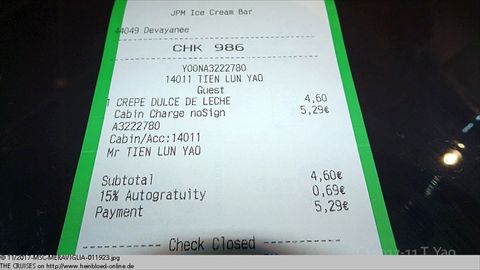 JPM Ice Cream Bar
44049 Devayanee
CHK 986
YOONA3222780
14011 TIEN LUN YAO
Guest
1 CREPE DULCE DE LECHE 4,60
Cabin Charge noSign 5,29€
A3222780
Cabin/Acc:14011
Mr TIEN LUN YAO
Subtotal 4,60€
15% Autogratuity 0,69€
Payment 5,29€
--- Check Closed ---
T.Yao
© 11/2017-MSC-MERAVIGLIA-011923.jpg
THE CRUISES on http://www.heinbloed-online.de